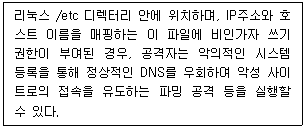 리눅스 /etc 디렉터리 안에 위치하며, IP주소와 호
스트 이름을 매핑하는 이 파일에 비인가자 쓰기
권한이 부여된 경우, 공격자는 악의적인 시스템
등록을 통해 정상적인 DNS를 우회하여 악성 사이
트로의 접속을 유도하는 파밍 공격 등을 실행할
수 있다.